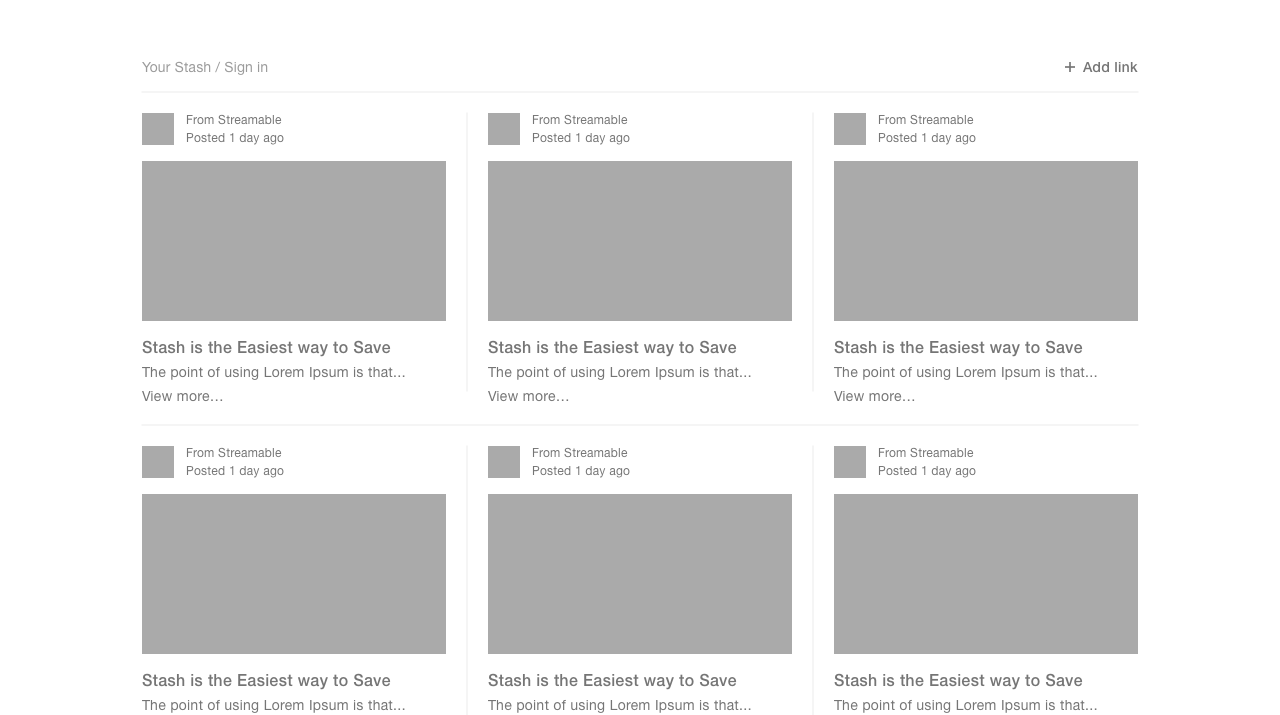 Your Stash / Sign in
+ Add link
From Streamable
Posted 1 day ago
Stash is the Easiest way to Save
The point of using Lorem Ipsum is that...
View more...
From Streamable
Posted 1 day ago
Stash is the Easiest way to Save
The point of using Lorem Ipsum is that...
View more...
From Streamable
Posted 1 day ago
Stash is the Easiest way to Save
The point of using Lorem Ipsum is that...
View more...
From Streamable
Posted 1 day ago
Stash is the Easiest way to Save
The point of using Lorem Ipsum is that...
From Streamable
Posted 1 day ago
Stash is the Easiest way to Save
The point of using Lorem Ipsum is that...
From Streamable
Posted 1 day ago
Stash is the Easiest way to Save
The point of using Lorem Ipsum is that...